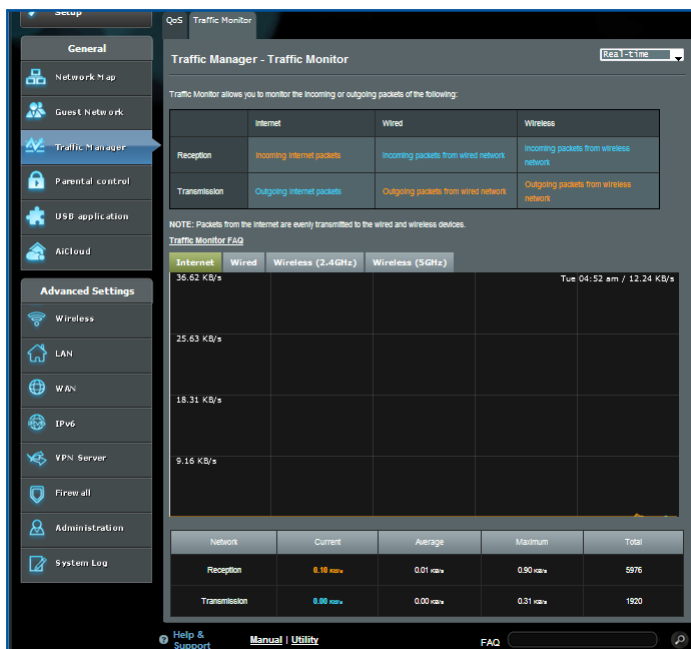 Setup
QoS Traffic Monitor
General
Network Map
Guest Network
Traffic Manager
Parental control
USB application
AiCloud
Advanced Settings
Wireless
LAN
WAN
IPv6
VPN Server
Firewall
Administration
System Log
Traffic Manager - Traffic Monitor
Real-time
Traffic Monitor allows you to monitor the incoming or outgoing packets of the following:
Internet Wired Wireless
Reception Incoming internet packets Incoming packets from wired network Incoming packets from wireless
network
Transmission Outgoing internet packets Outgoing packets from wired network Outgoing packets from wireless
network
NOTE: Packets from the Internet are evenly transmitted to the wired and wireless devices.
Traffic Monitor FAQ
Internet Wired Wireless (2.4GHz) Wireless (5GHz)
36.62 KB/s Tue 04:52 am / 12.24 KB/s
25.63 KB/s
18.31 KB/s
9.16 KB/s
Network Current Average Maximum Total
Reception 0.10 KB/s 0.01 KB/s 0.90 KB/s 5976
Transmission 0.00 KB/s 0.00 KB/s 0.31 KB/s 1920
Help &
Support
Manual | Utility
FAQ